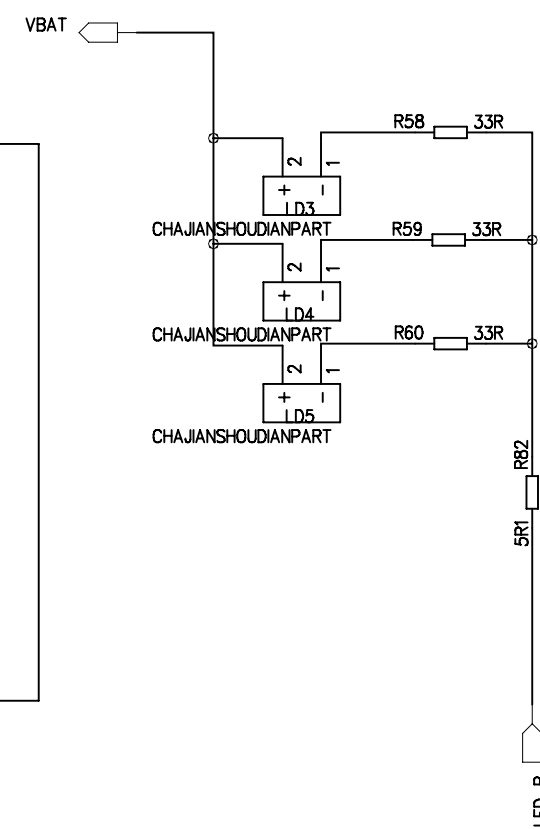 VBAT
R58 33R
2 1
+ -
LD3
CHAJIANSHOUDIANPART
R59 33R
2 1
+ -
LD4
CHAJIANSHOUDIANPART
R60 33R
2 1
+ -
LD5
CHAJIANSHOUDIANPART
R82
5R1